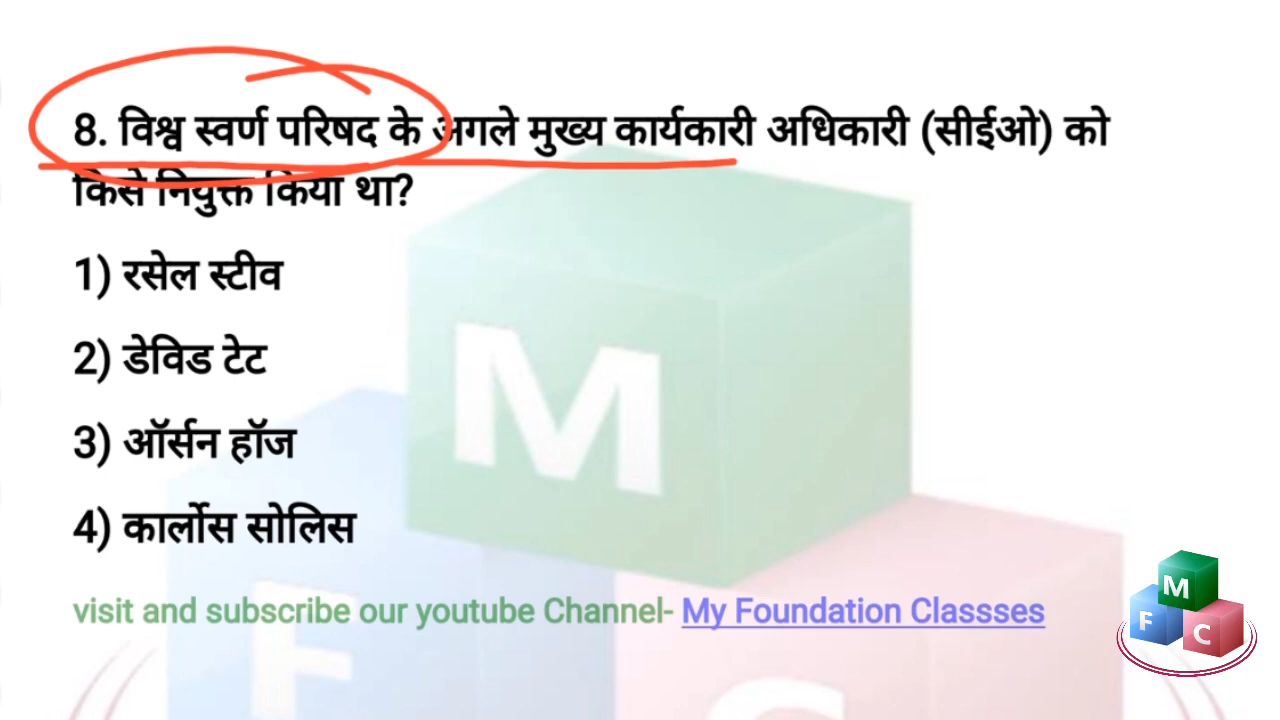 8. विश्व स्वर्ण परिषद के अगले मुख्य कार्यकारी अधिकारी (सीईओ) को
किसे नियुक्त किया था?
1) रसेल स्टीव
2) डेविड टेट
3) ऑर्सन हॉज
4) कार्लोस सोलिस
visit and subscribe our youtube Channel- My Foundation Classses
M
F
C
M
F
C